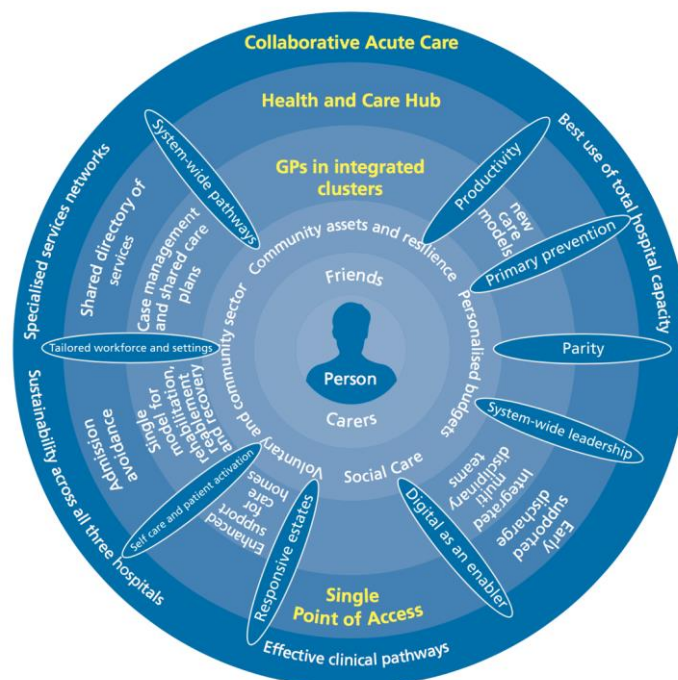 Collaborative Acute Care
Health and Care Hub
GPs in integrated
clusters
System-wide pathways
Productivity
Best use of total hospital capacity
new
care
models
Primary prevention
Specialised services networks
Shared directory of
services
Case management
and shared care
plans
Community assets and resilience
Friends
Person
Carers
Personalised budgets
Voluntary and community sector
Social Care
Tailored workforce and settings
Parity
System-wide leadership
Single
model for
rehabilitation,
reablement
and recovery
Admission
avoidance
Sustainability across all three hospitals
Self care and patient activation
Enhanced
support
for
care
homes
Responsive estates
Digital as an enabler
Integrated
multi
disciplinary
teams
Early
supported
discharge
Single
Point of Access
Effective clinical pathways